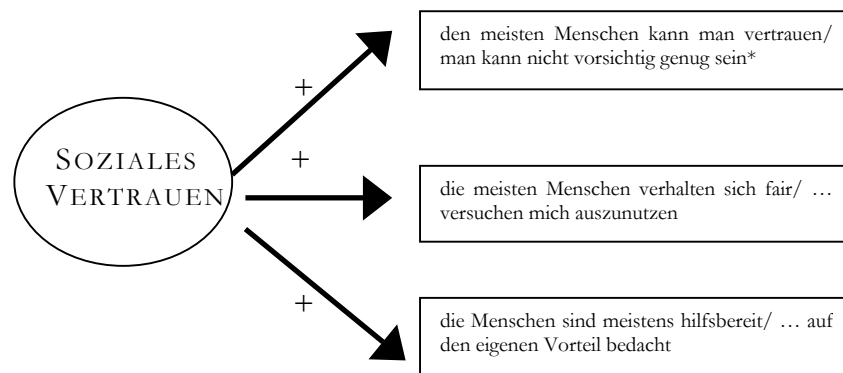 den meisten Menschen kann man vertrauen/
man kann nicht vorsichtig genug sein*
+
+
SOZIALES
VERTRAUEN
die meisten Menschen verhalten sich fair/ …
versuchen mich auszunutzen
+
die Menschen sind meistens hilfsbereit/ … auf
den eigenen Vorteil bedacht